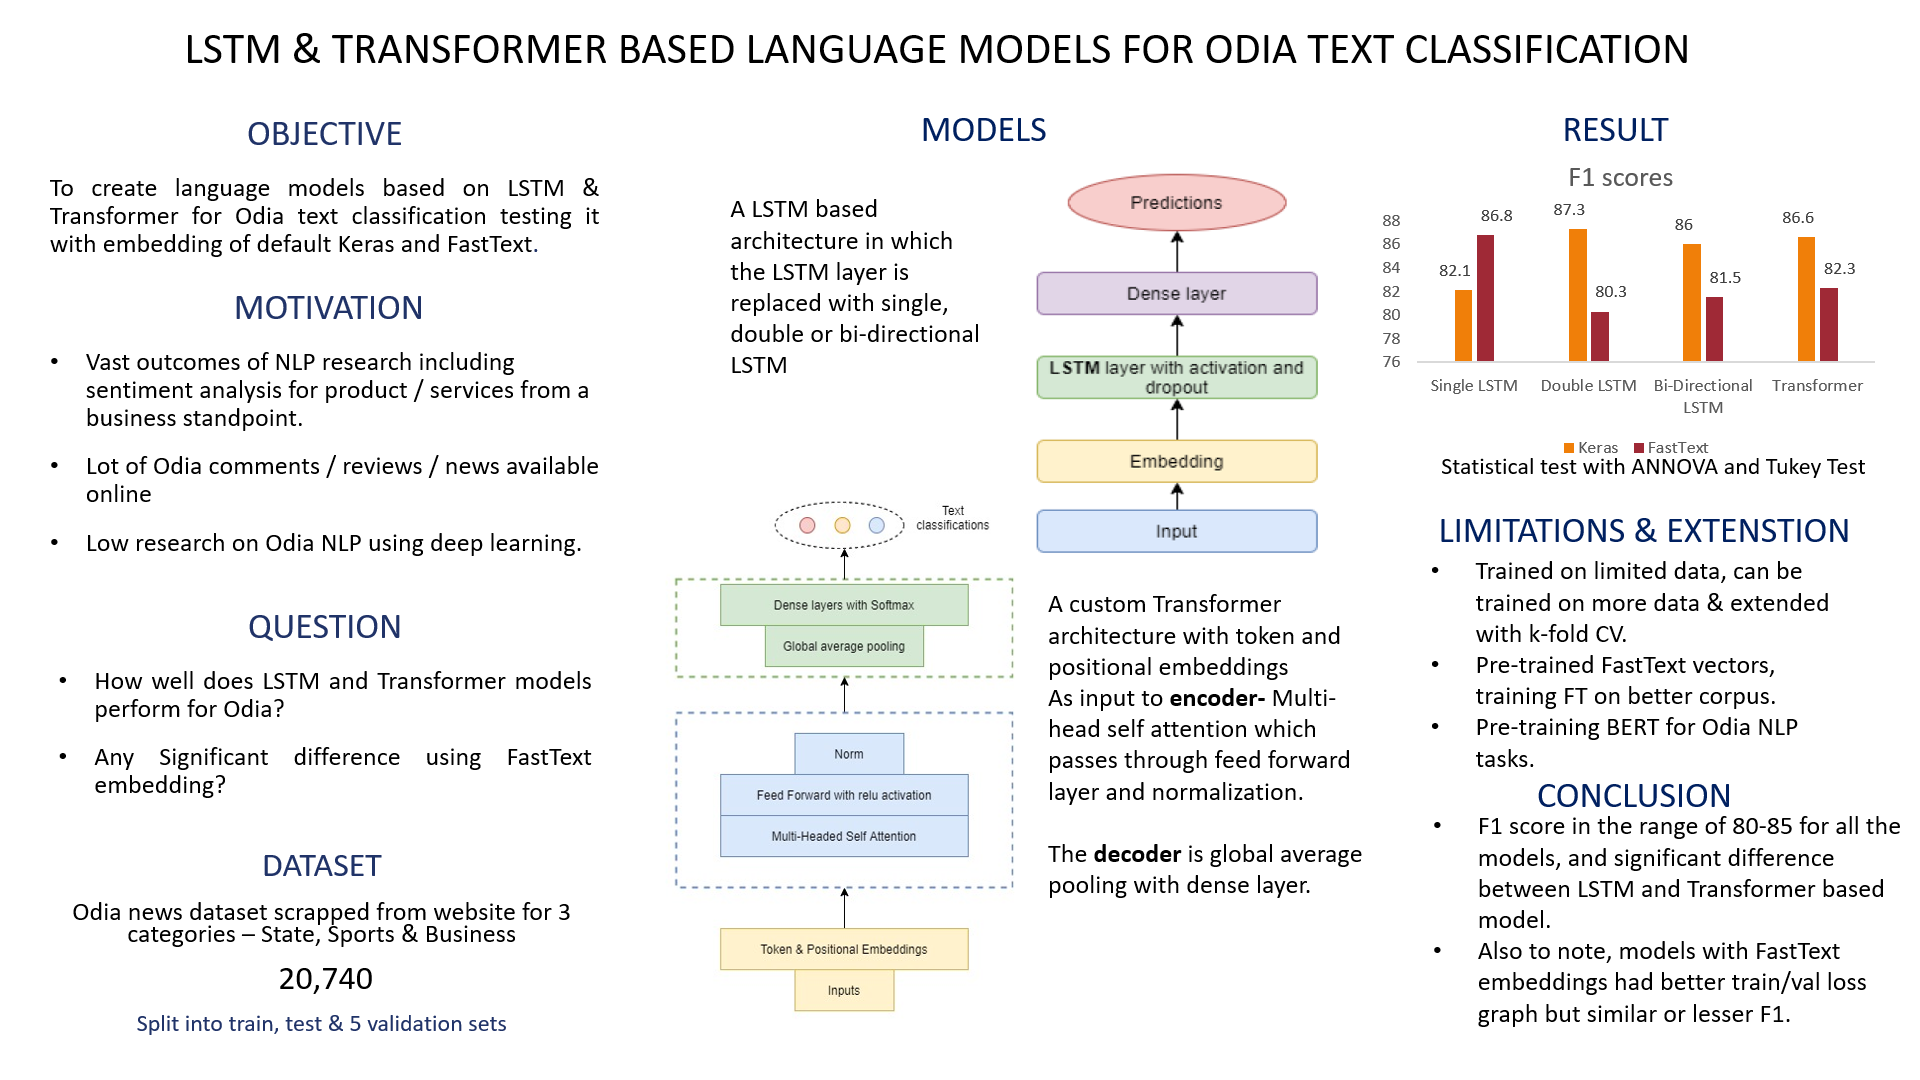 LSTM & TRANSFORMER BASED LANGUAGE MODELS FOR ODIA TEXT CLASSIFICATION
OBJECTIVE
To create language models based on LSTM &
Transformer for Odia text classification testing it
with embedding of default Keras and FastText.
MOTIVATION
• Vast outcomes of NLP research including
sentiment analysis for product / services from a
business standpoint.
• Lot of Odia comments / reviews / news available
online
• Low research on Odia NLP using deep learning.
QUESTION
• How well does LSTM and Transformer models
perform for Odia?
• Any Significant difference using FastText
embedding?
DATASET
Odia news dataset scrapped from website for 3
categories – State, Sports & Business
20,740
Split into train, test & 5 validation sets
MODELS
A LSTM based
architecture in which
the LSTM layer is
replaced with single,
double or bi-directional
LSTM
Predictions
Dense layer
LSTM layer with activation and
dropout
Embedding
Input
Text
classifications
Dense layers with Softmax
Global average pooling
Norm
Feed Forward with relu activation
Multi-Headed Self Attention
Token & Positional Embeddings
Inputs
A custom Transformer
architecture with token and
positional embeddings
As input to encoder- Multi-
head self attention which
passes through feed forward
layer and normalization.
The decoder is global average
pooling with dense layer.
RESULT
F1 scores
88
86
84
82
80
78
76
82.1
86.8
87.3
80.3
86
81.5
86.6
82.3
Single LSTM
Double LSTM
Bi-Directional
LSTM
Transformer
Keras
FastText
Statistical test with ANNOVA and Tukey Test
LIMITATIONS & EXTENSTION
• Trained on limited data, can be
trained on more data & extended
with k-fold CV.
• Pre-trained FastText vectors,
training FT on better corpus.
• Pre-training BERT for Odia NLP
tasks.
CONCLUSION
• F1 score in the range of 80-85 for all the
models, and significant difference
between LSTM and Transformer based
model.
• Also to note, models with FastText
embeddings had better train/val loss
graph but similar or lesser F1.